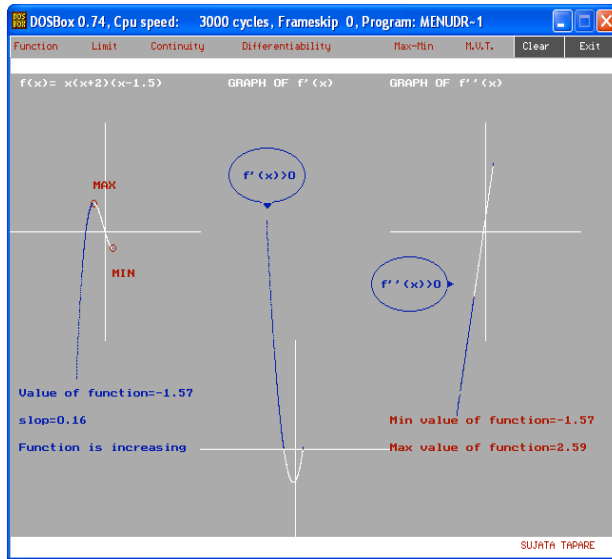 DOSBox 0.74, Cpu speed: 3000 cycles, Frameskip 0, Program: MENUDR-1
Function Limit Continuity Differentiability Max-Min M.V.T. Clear Exit
f(x)= x(x+2)(x-1.5) GRAPH OF f'(x) GRAPH OF f''(x)
f'(x)>0
MAX
MIN
f''(x)>0
Value of function=-1.57
slop=0.16
Function is increasing
Min value of function=-1.57
Max value of function=2.59
SUJATA TAPARE